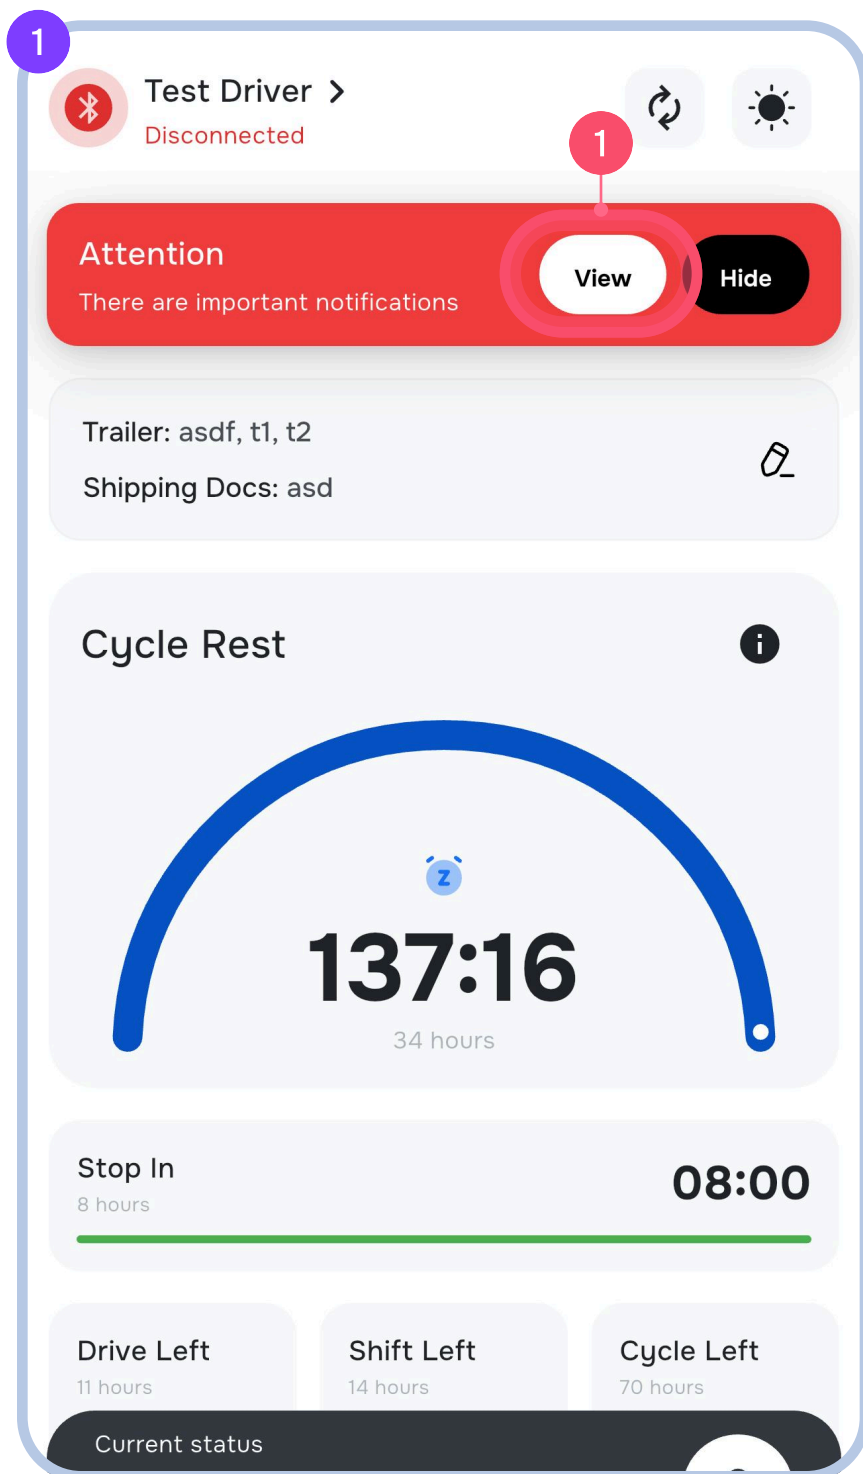 1
Test Driver
Disconnected
1
Attention
There are important notifications
View
Hide
Trailer: asdf, t1, t2
Shipping Docs: asd
Cycle Rest
i
z
137:16
34 hours
Stop In
8 hours
08:00
Drive Left
11 hours
Shift Left
14 hours
Cycle Left
70 hours
Current status